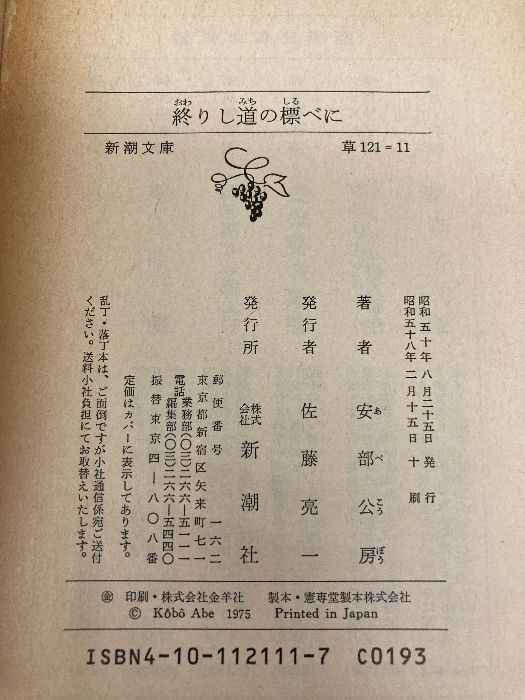 終りし道の標べに
おわ みち しる
新潮文庫 草121=11
昭和五十年八月二十五日発行
昭和五十八年二月十五日十刷
著者 安部公房
あ べ こう ぼう
発行者 佐藤亮一
発行所 株式会社 新潮社
郵便番号 一六二
東京都新宿区矢来町七一
電話 業務部(〇三)二六六―五一一一
編集部(〇三)二六六―五四四〇
振替東京四―八〇八番
定価はカバーに表示してあります。
乱丁・落丁本は、ご面倒ですが小社通信係宛ご送付
ください。送料小社負担にてお取替えいたします。
印刷・株式会社金羊社 製本・憲専堂製本株式会社
© Kôbô Abe 1975 Printed in Japan
ISBN4-10-112111-7 C0193